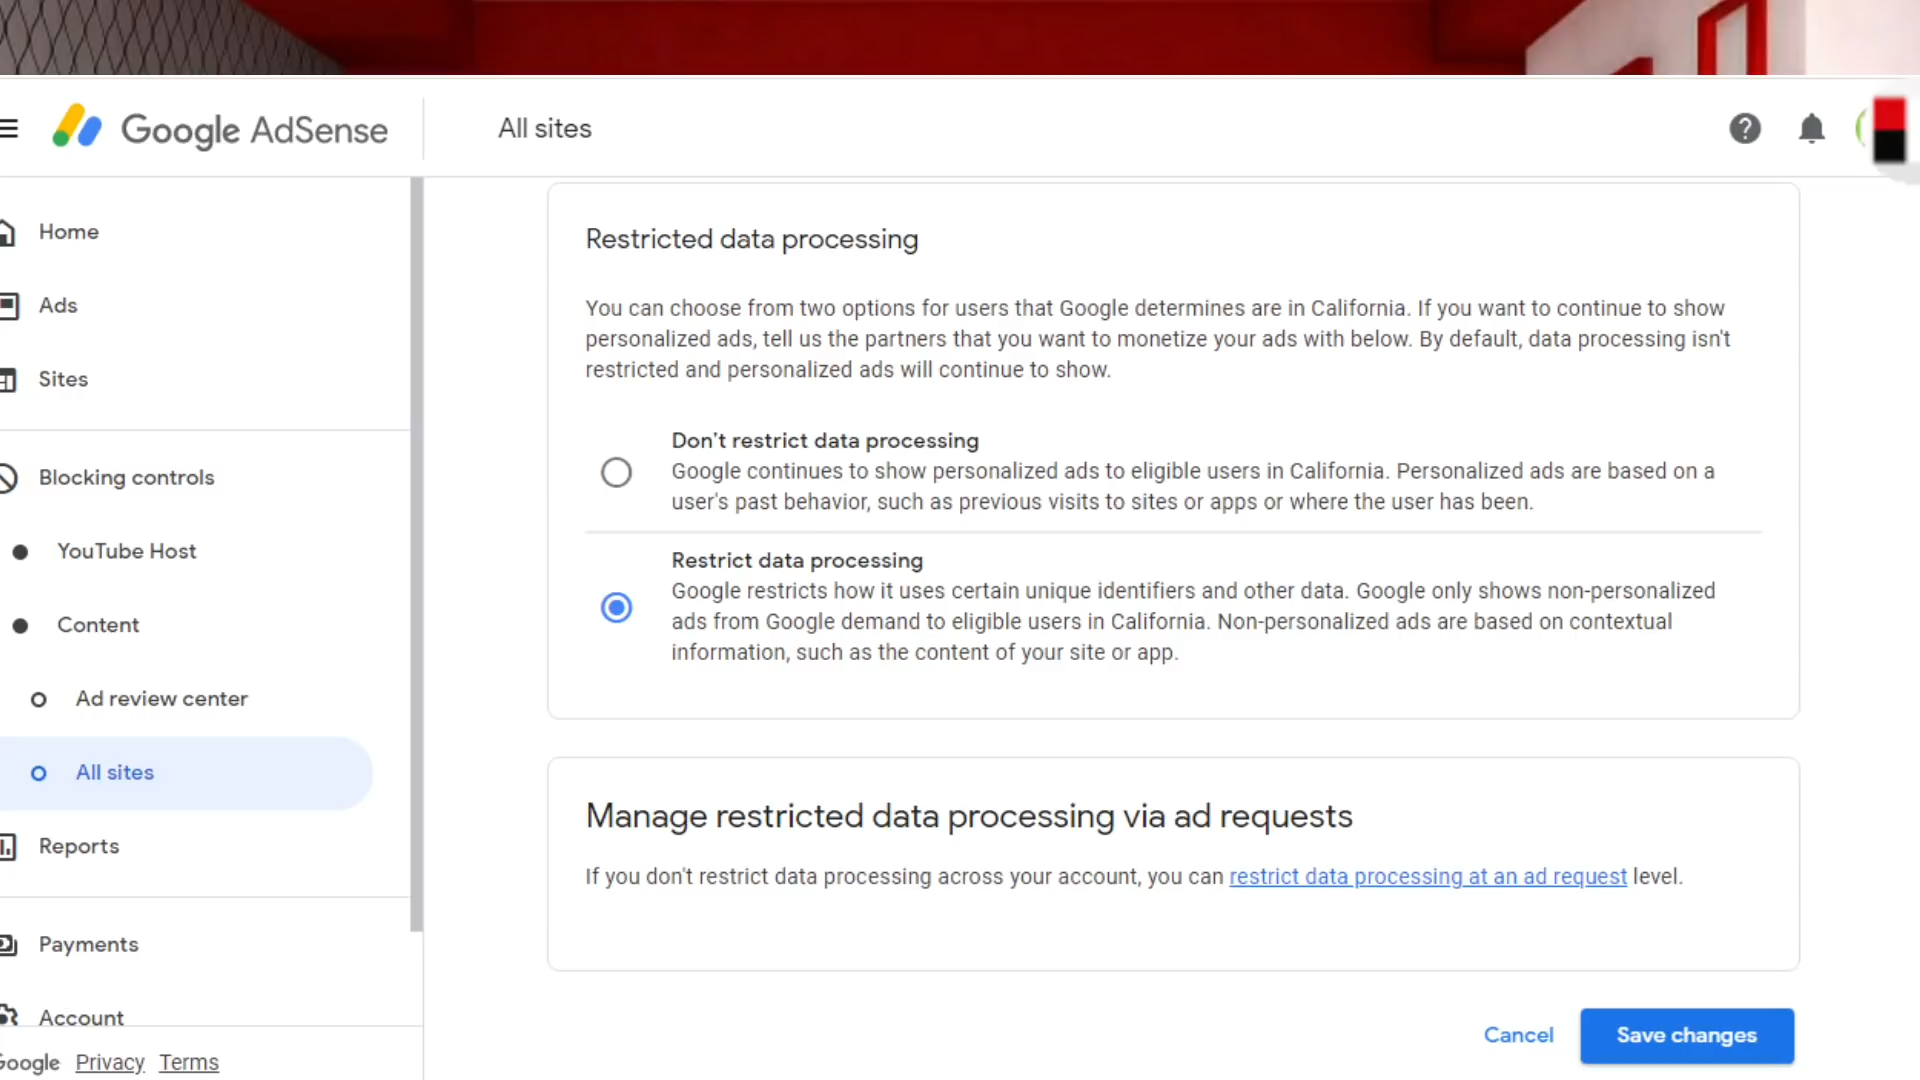 Google AdSense
All sites
Home
Ads
Sites
Blocking controls
YouTube Host
Content
Ad review center
All sites
Reports
Payments
Account
Google Privacy Terms
Restricted data processing
You can choose from two options for users that Google determines are in California. If you want to continue to show
personalized ads, tell us the partners that you want to monetize your ads with below. By default, data processing isn't
restricted and personalized ads will continue to show.
Don't restrict data processing
Google continues to show personalized ads to eligible users in California. Personalized ads are based on a
user's past behavior, such as previous visits to sites or apps or where the user has been.
Restrict data processing
Google restricts how it uses certain unique identifiers and other data. Google only shows non-personalized
ads from Google demand to eligible users in California. Non-personalized ads are based on contextual
information, such as the content of your site or app.
Manage restricted data processing via ad requests
If you don't restrict data processing across your account, you can restrict data processing at an ad request level.
Cancel
Save changes